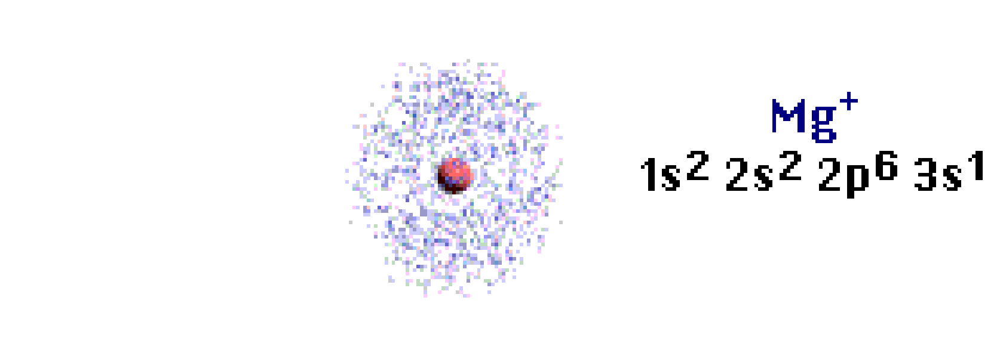 Mg⁺
1s² 2s² 2p⁶ 3s¹